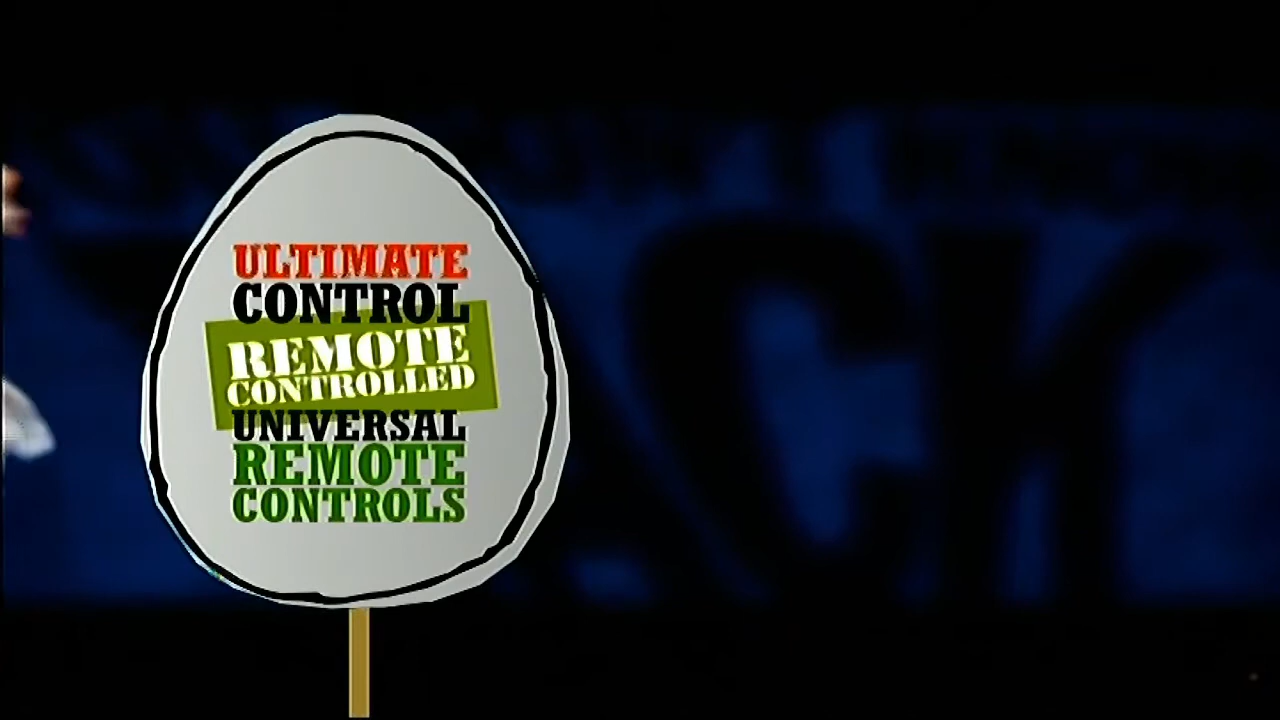 ULTIMATE
CONTROL
REMOTE
CONTROLLED
UNIVERSAL
REMOTE
CONTROLS